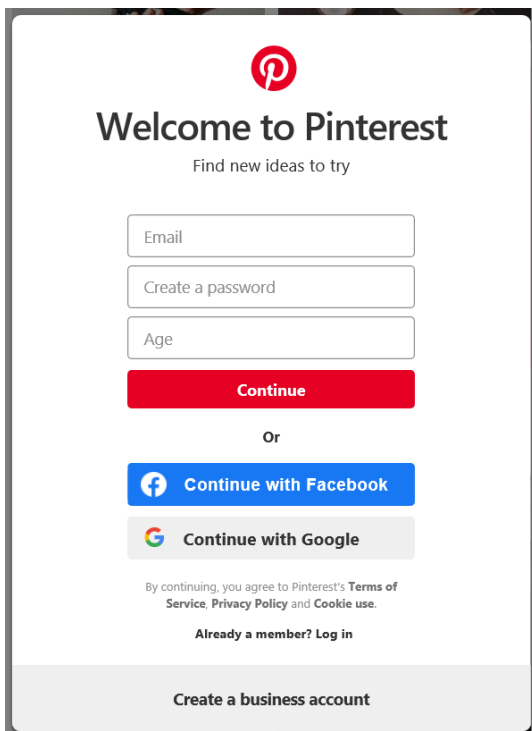 Welcome to Pinterest
Find new ideas to try
Email
Create a password
Age
Continue
Or
Continue with Facebook
Continue with Google
By continuing, you agree to Pinterest's Terms of
Service, Privacy Policy and Cookie use.
Already a member? Log in
Create a business account